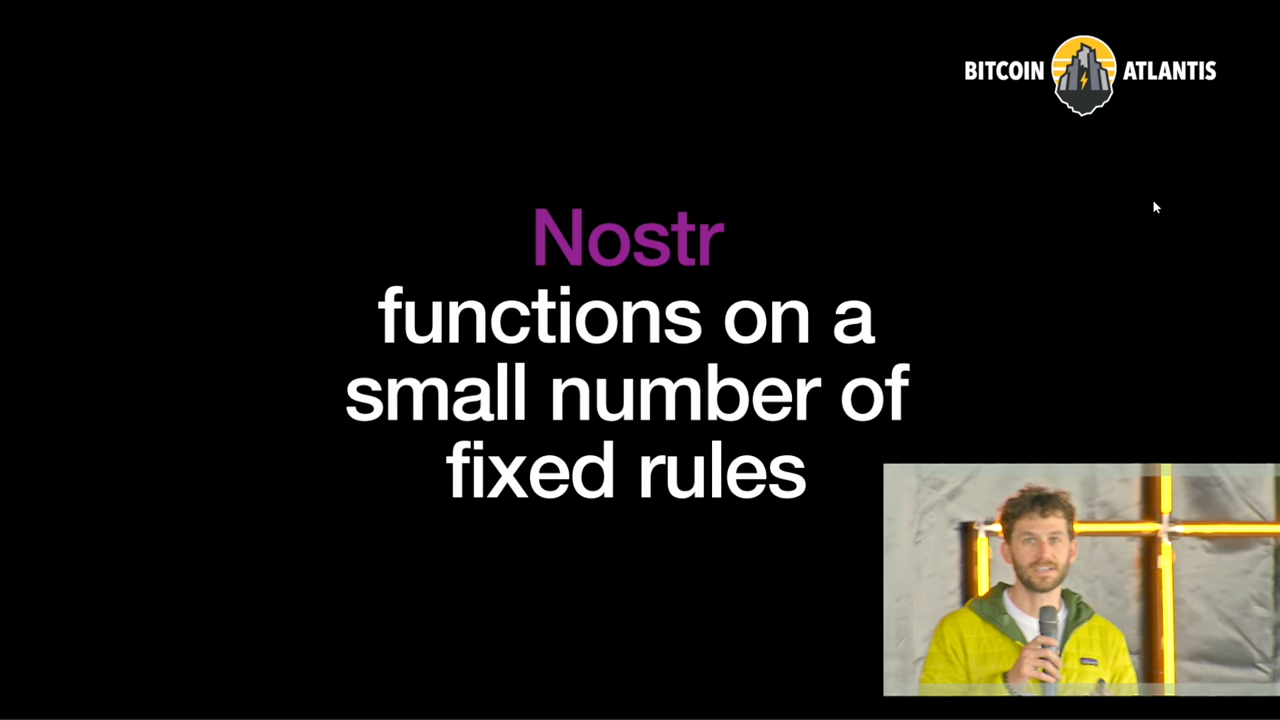 BITCOIN ATLANTIS
Nostr
functions on a
small number of
fixed rules